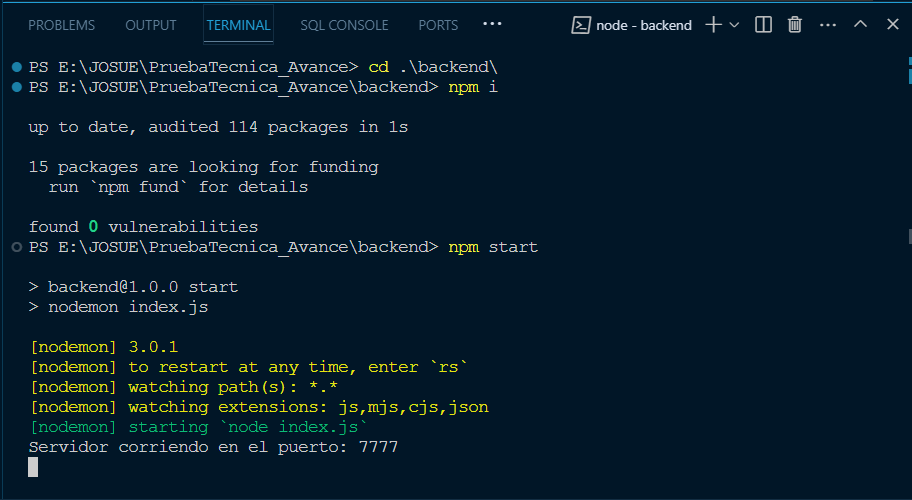 PROBLEMS OUTPUT TERMINAL SQL CONSOLE PORTS ··· node - backend
PS E:\JOSUE\PruebaTecnica_Avance> cd .\backend\
PS E:\JOSUE\PruebaTecnica_Avance\backend> npm i
up to date, audited 114 packages in 1s
15 packages are looking for funding
  run `npm fund` for details
found 0 vulnerabilities
PS E:\JOSUE\PruebaTecnica_Avance\backend> npm start
> backend@1.0.0 start
> nodemon index.js
[nodemon] 3.0.1
[nodemon] to restart at any time, enter `rs`
[nodemon] watching path(s): *.*
[nodemon] watching extensions: js,mjs,cjs,json
[nodemon] starting `node index.js`
Servidor corriendo en el puerto: 7777